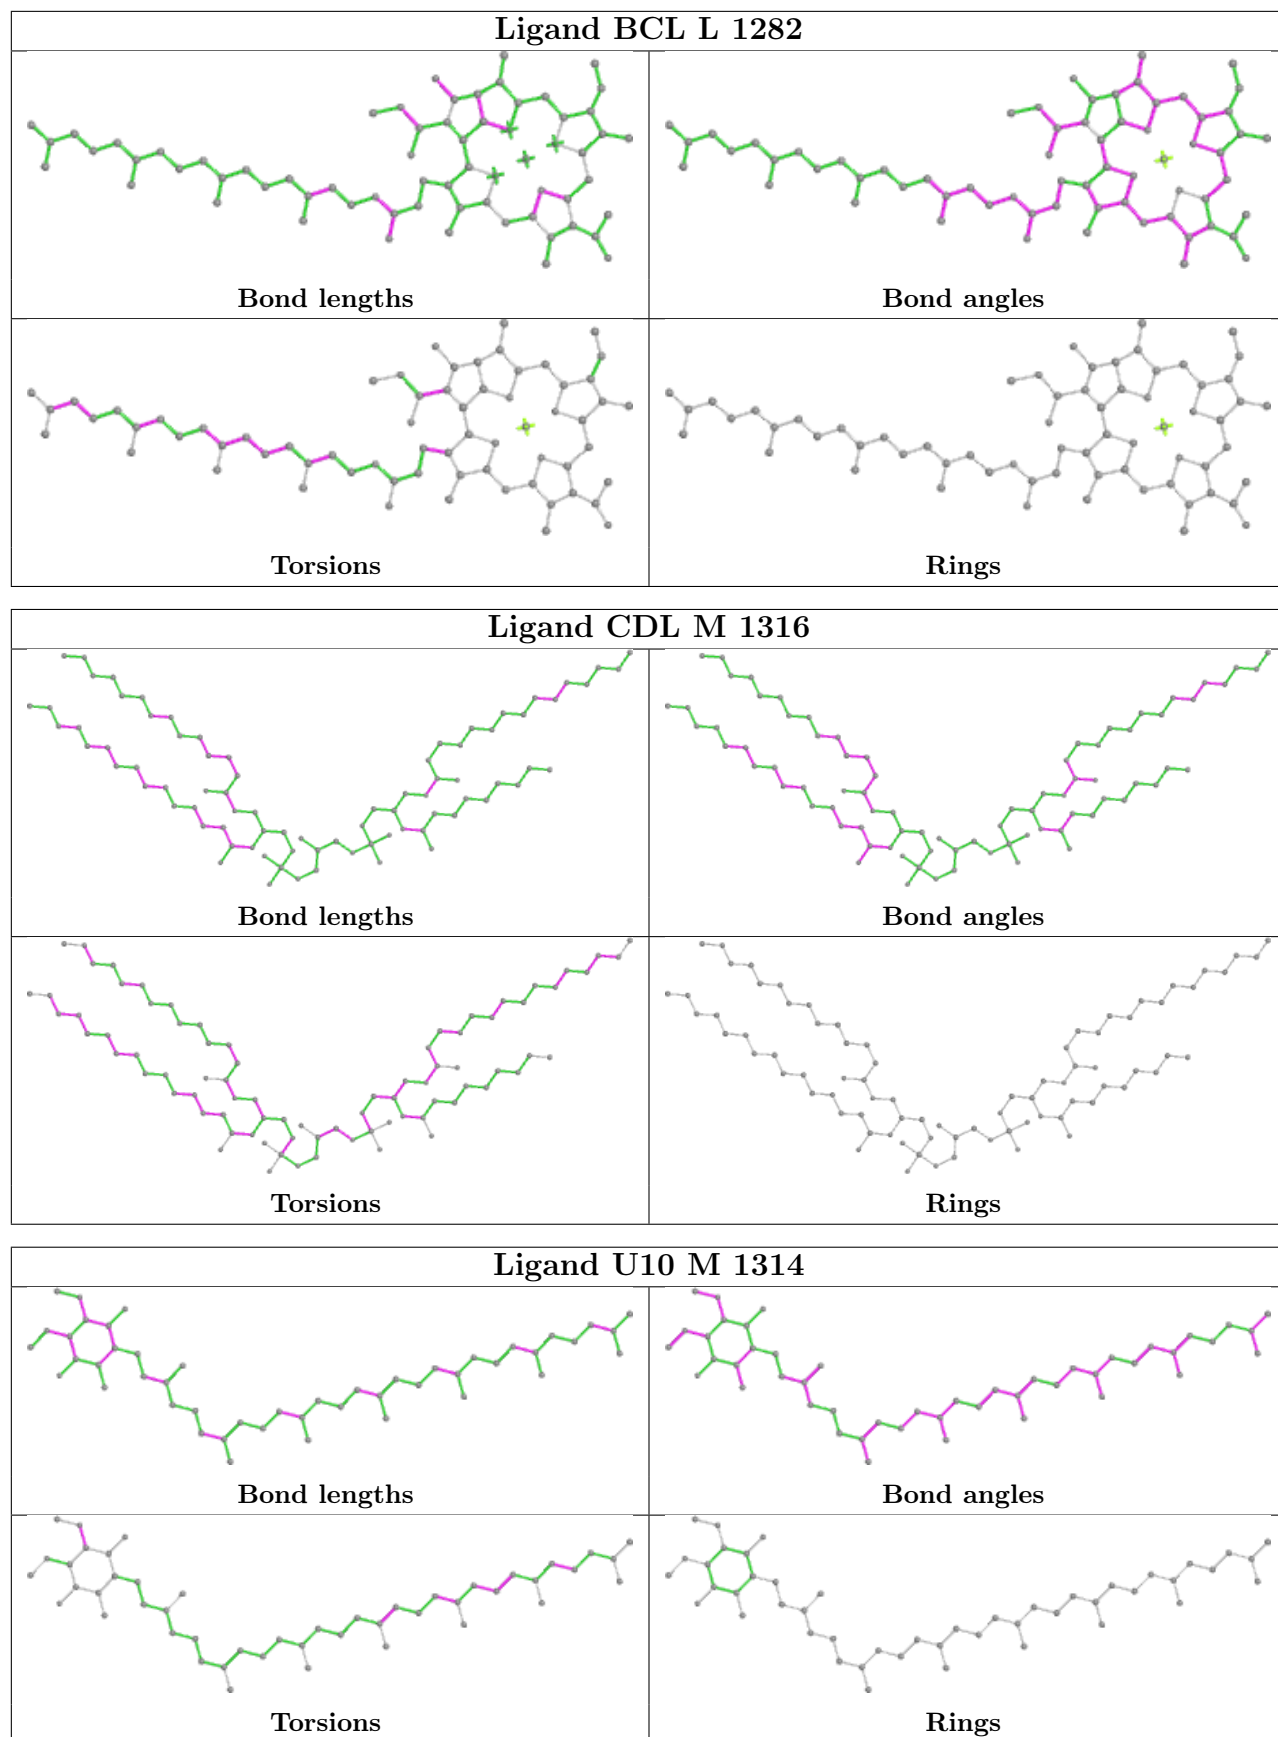 Ligand BCL L 1282
Bond lengths
Bond angles
Torsions
Rings
Ligand CDL M 1316
Bond lengths
Bond angles
Torsions
Rings
Ligand U10 M 1314
Bond lengths
Bond angles
Torsions
Rings